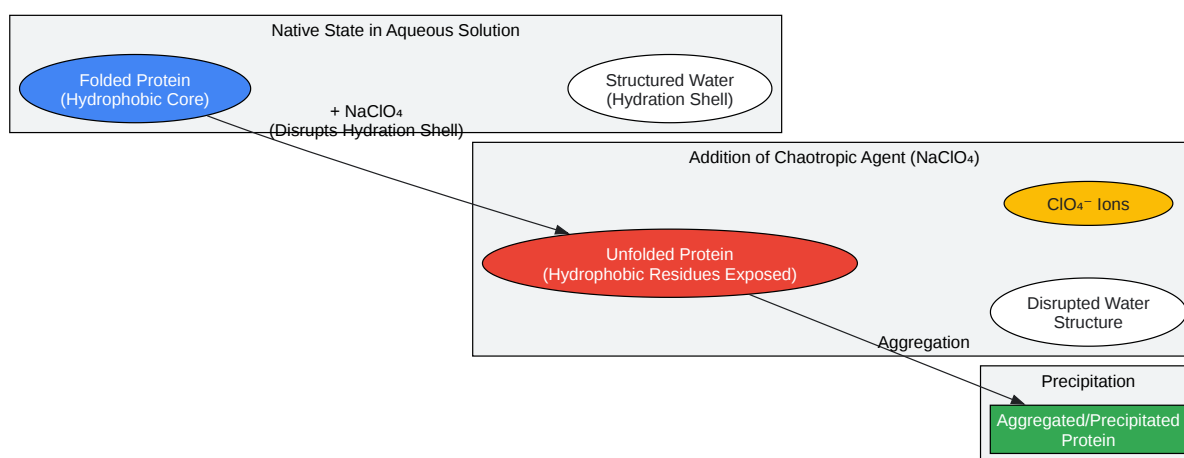 Native State in Aqueous Solution
Folded Protein
(Hydrophobic Core)
Structured Water
(Hydration Shell)
+ NaClO₄
(Disrupts Hydration Shell)
Addition of Chaotropic Agent (NaClO₄)
ClO₄⁻ Ions
Unfolded Protein
(Hydrophobic Residues Exposed)
Disrupted Water
Structure
Aggregation
Precipitation
Aggregated/Precipitated
Protein